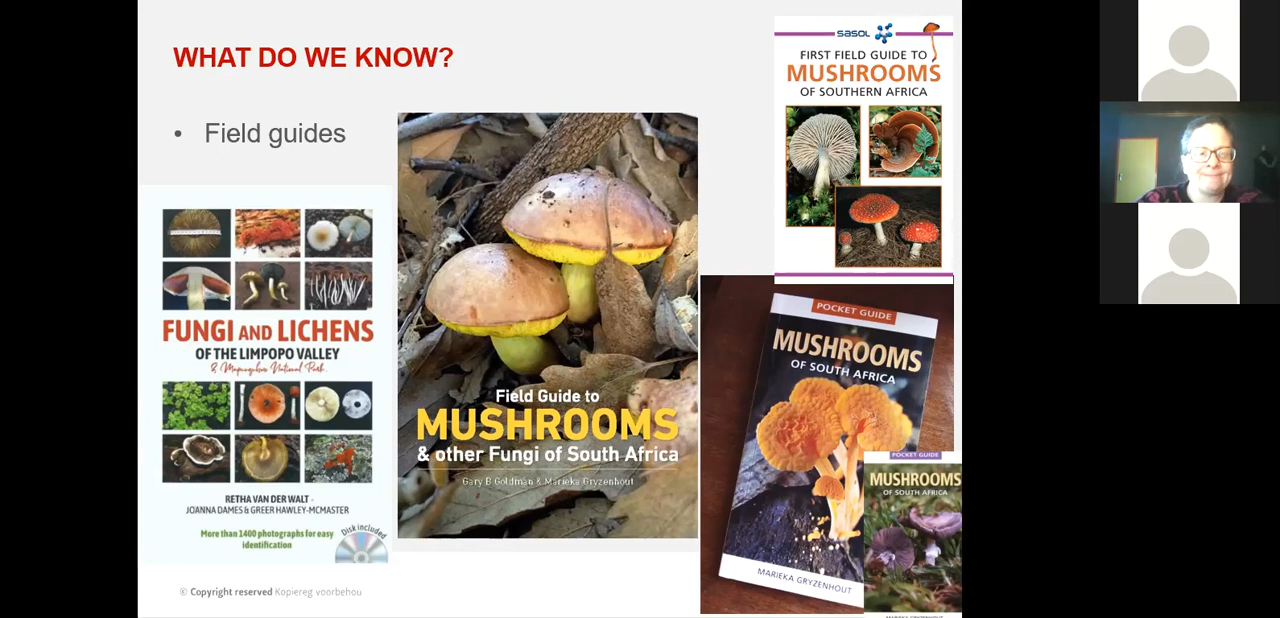 WHAT DO WE KNOW?
• Field guides
FUNGI AND LICHENS
OF THE LIMPOPO VALLEY
& Mapungubwe National Park
RETHA VAN DER WALT -
JOANNA DAMES & GREER HAWLEY-MCMASTER
More than 1400 photographs for easy
identification
Disk included
Field Guide to
MUSHROOMS
& other Fungi of South Africa
Gary B Goldman & Marieka Gryzenhout
sasol
FIRST FIELD GUIDE TO
MUSHROOMS
OF SOUTHERN AFRICA
POCKET GUIDE
MUSHROOMS
OF SOUTH AFRICA
MARIEKA GRYZENHOUT
POCKET GUIDE
MUSHROOMS
OF SOUTH AFRICA
MARIEKA GRYZENHOUT
© Copyright reserved Kopiereg voorbehou